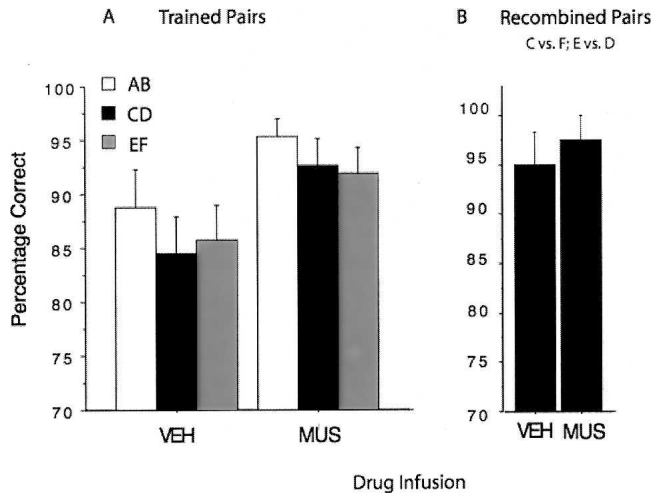 A Trained Pairs
B Recombined Pairs
C vs. F; E vs. D
Percentage Correct
100
95
90
85
80
75
70
AB
CD
EF
VEH MUS
100
95
90
85
80
75
70
VEH MUS
Drug Infusion